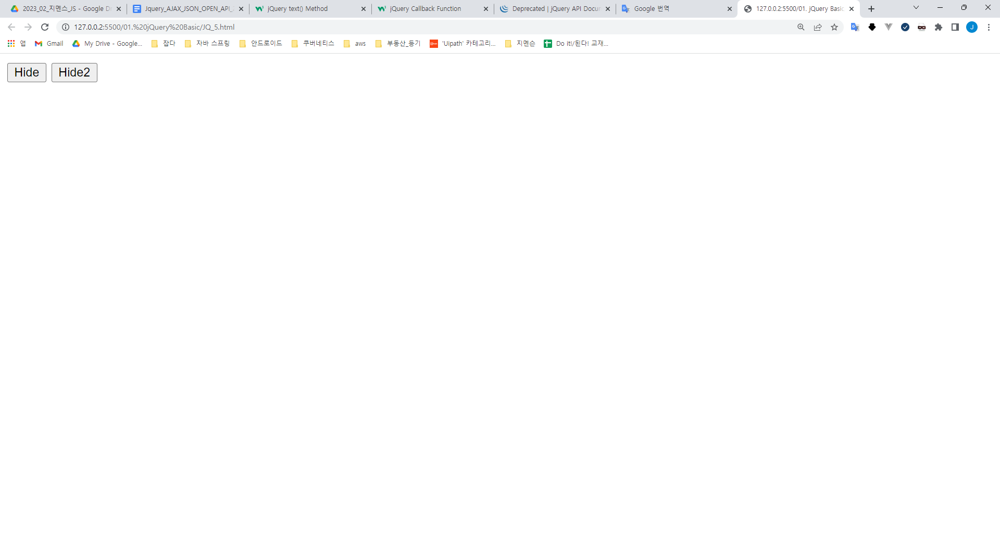 2023_02_지멘스_JS - Google Dr
Jquery_AJAX_JSON_OPEN_API_
jQuery text() Method
jQuery Callback Function
Deprecated | jQuery API Docum
Google 번역
127.0.0.2:5500/01. jQuery Basic
127.0.0.2:5500/01.%20jQuery%20Basic/JQ_5.html
J
앱 Gmail My Drive - Google... 잡다 자바 스프링 안드로이드 쿠버네티스 aws 부동산_등기 'Uipath' 카테고리... 지멘슨 Do it!/된다! 교재...
Hide Hide2